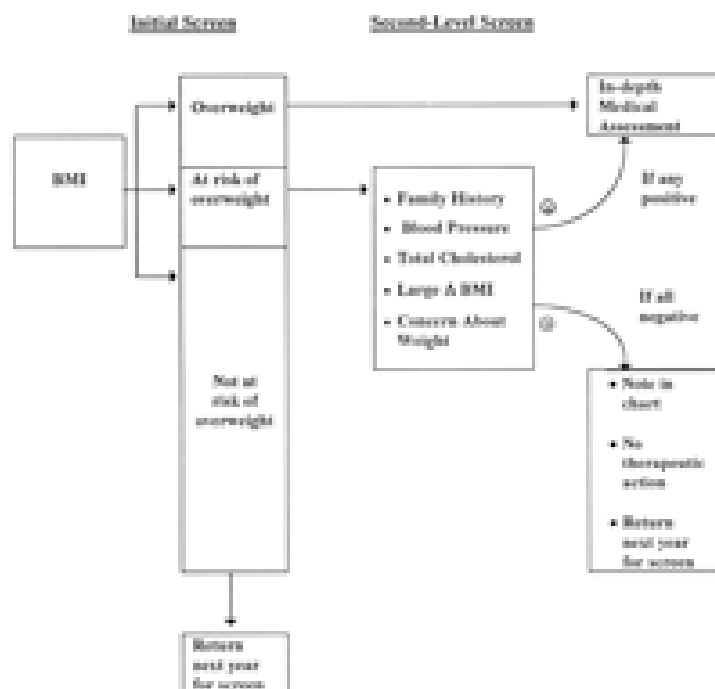 Initial Screen
Second-Level Screen
BMI
Overweight
At risk of
overweight
Not at
risk of
overweight
Return
next year
for screen
• Family History
• Blood Pressure
• Total Cholesterol
• Large Δ BMI
• Concern About
Weight
In-depth
Medical
Assessment
If any
positive
If all
negative
• Note in
chart
• No
therapeutic
action
• Return
next year
for screen